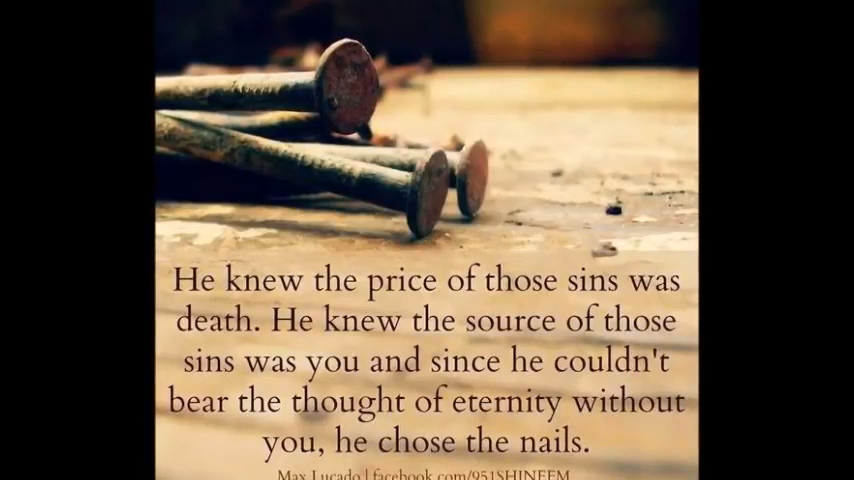 He knew the price of those sins was
death. He knew the source of those
sins was you and since he couldn't
bear the thought of eternity without
you, he chose the nails.
Max Lucado | facebook.com/951SHINEFM